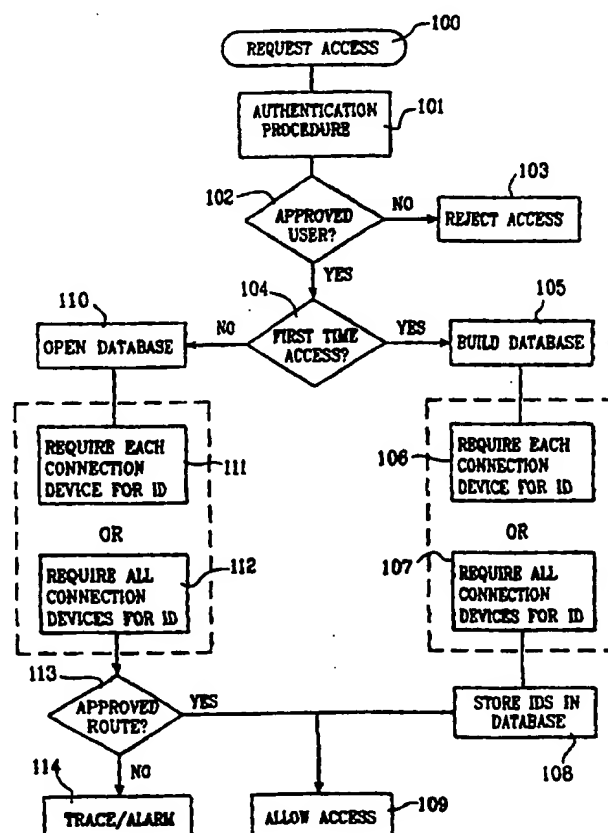 100
REQUEST ACCESS
AUTHENTICATION
PROCEDURE
101
102
APPROVED
USER?
NO
103
REJECT ACCESS
YES
110
104
105
NO
FIRST TIME
ACCESS?
YES
OPEN DATABASE
BUILD DATABASE
REQUIRE EACH
CONNECTION
DEVICE FOR ID
111
106
REQUIRE EACH
CONNECTION
DEVICE FOR ID
OR
OR
REQUIRE ALL
CONNECTION
DEVICES FOR ID
112
107
REQUIRE ALL
CONNECTION
DEVICES FOR ID
113
APPROVED
ROUTE?
YES
STORE IDS IN
DATABASE
108
114
NO
TRACE/ALARM
ALLOW ACCESS
109